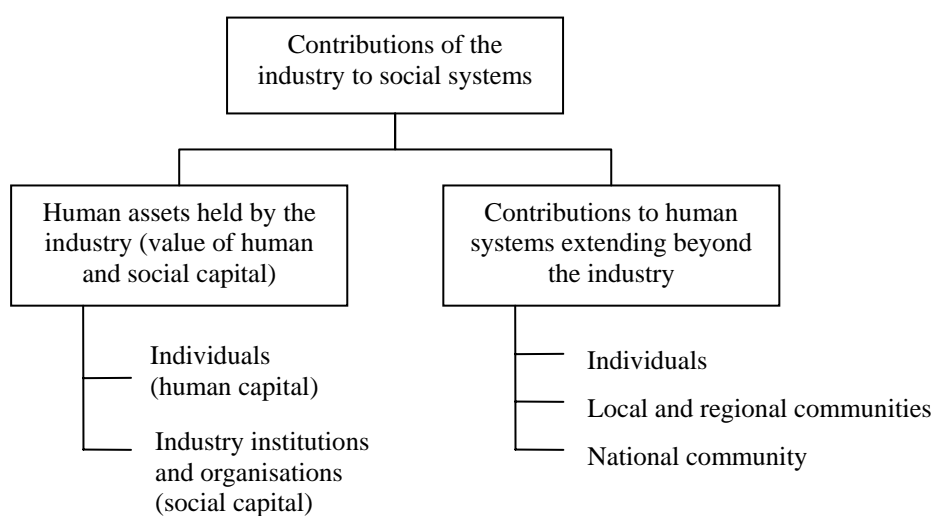 Contributions of the
industry to social systems
Human assets held by the
industry (value of human
and social capital)
Individuals
(human capital)
Industry institutions
and organisations
(social capital)
Contributions to human
systems extending beyond
the industry
Individuals
Local and regional communities
National community